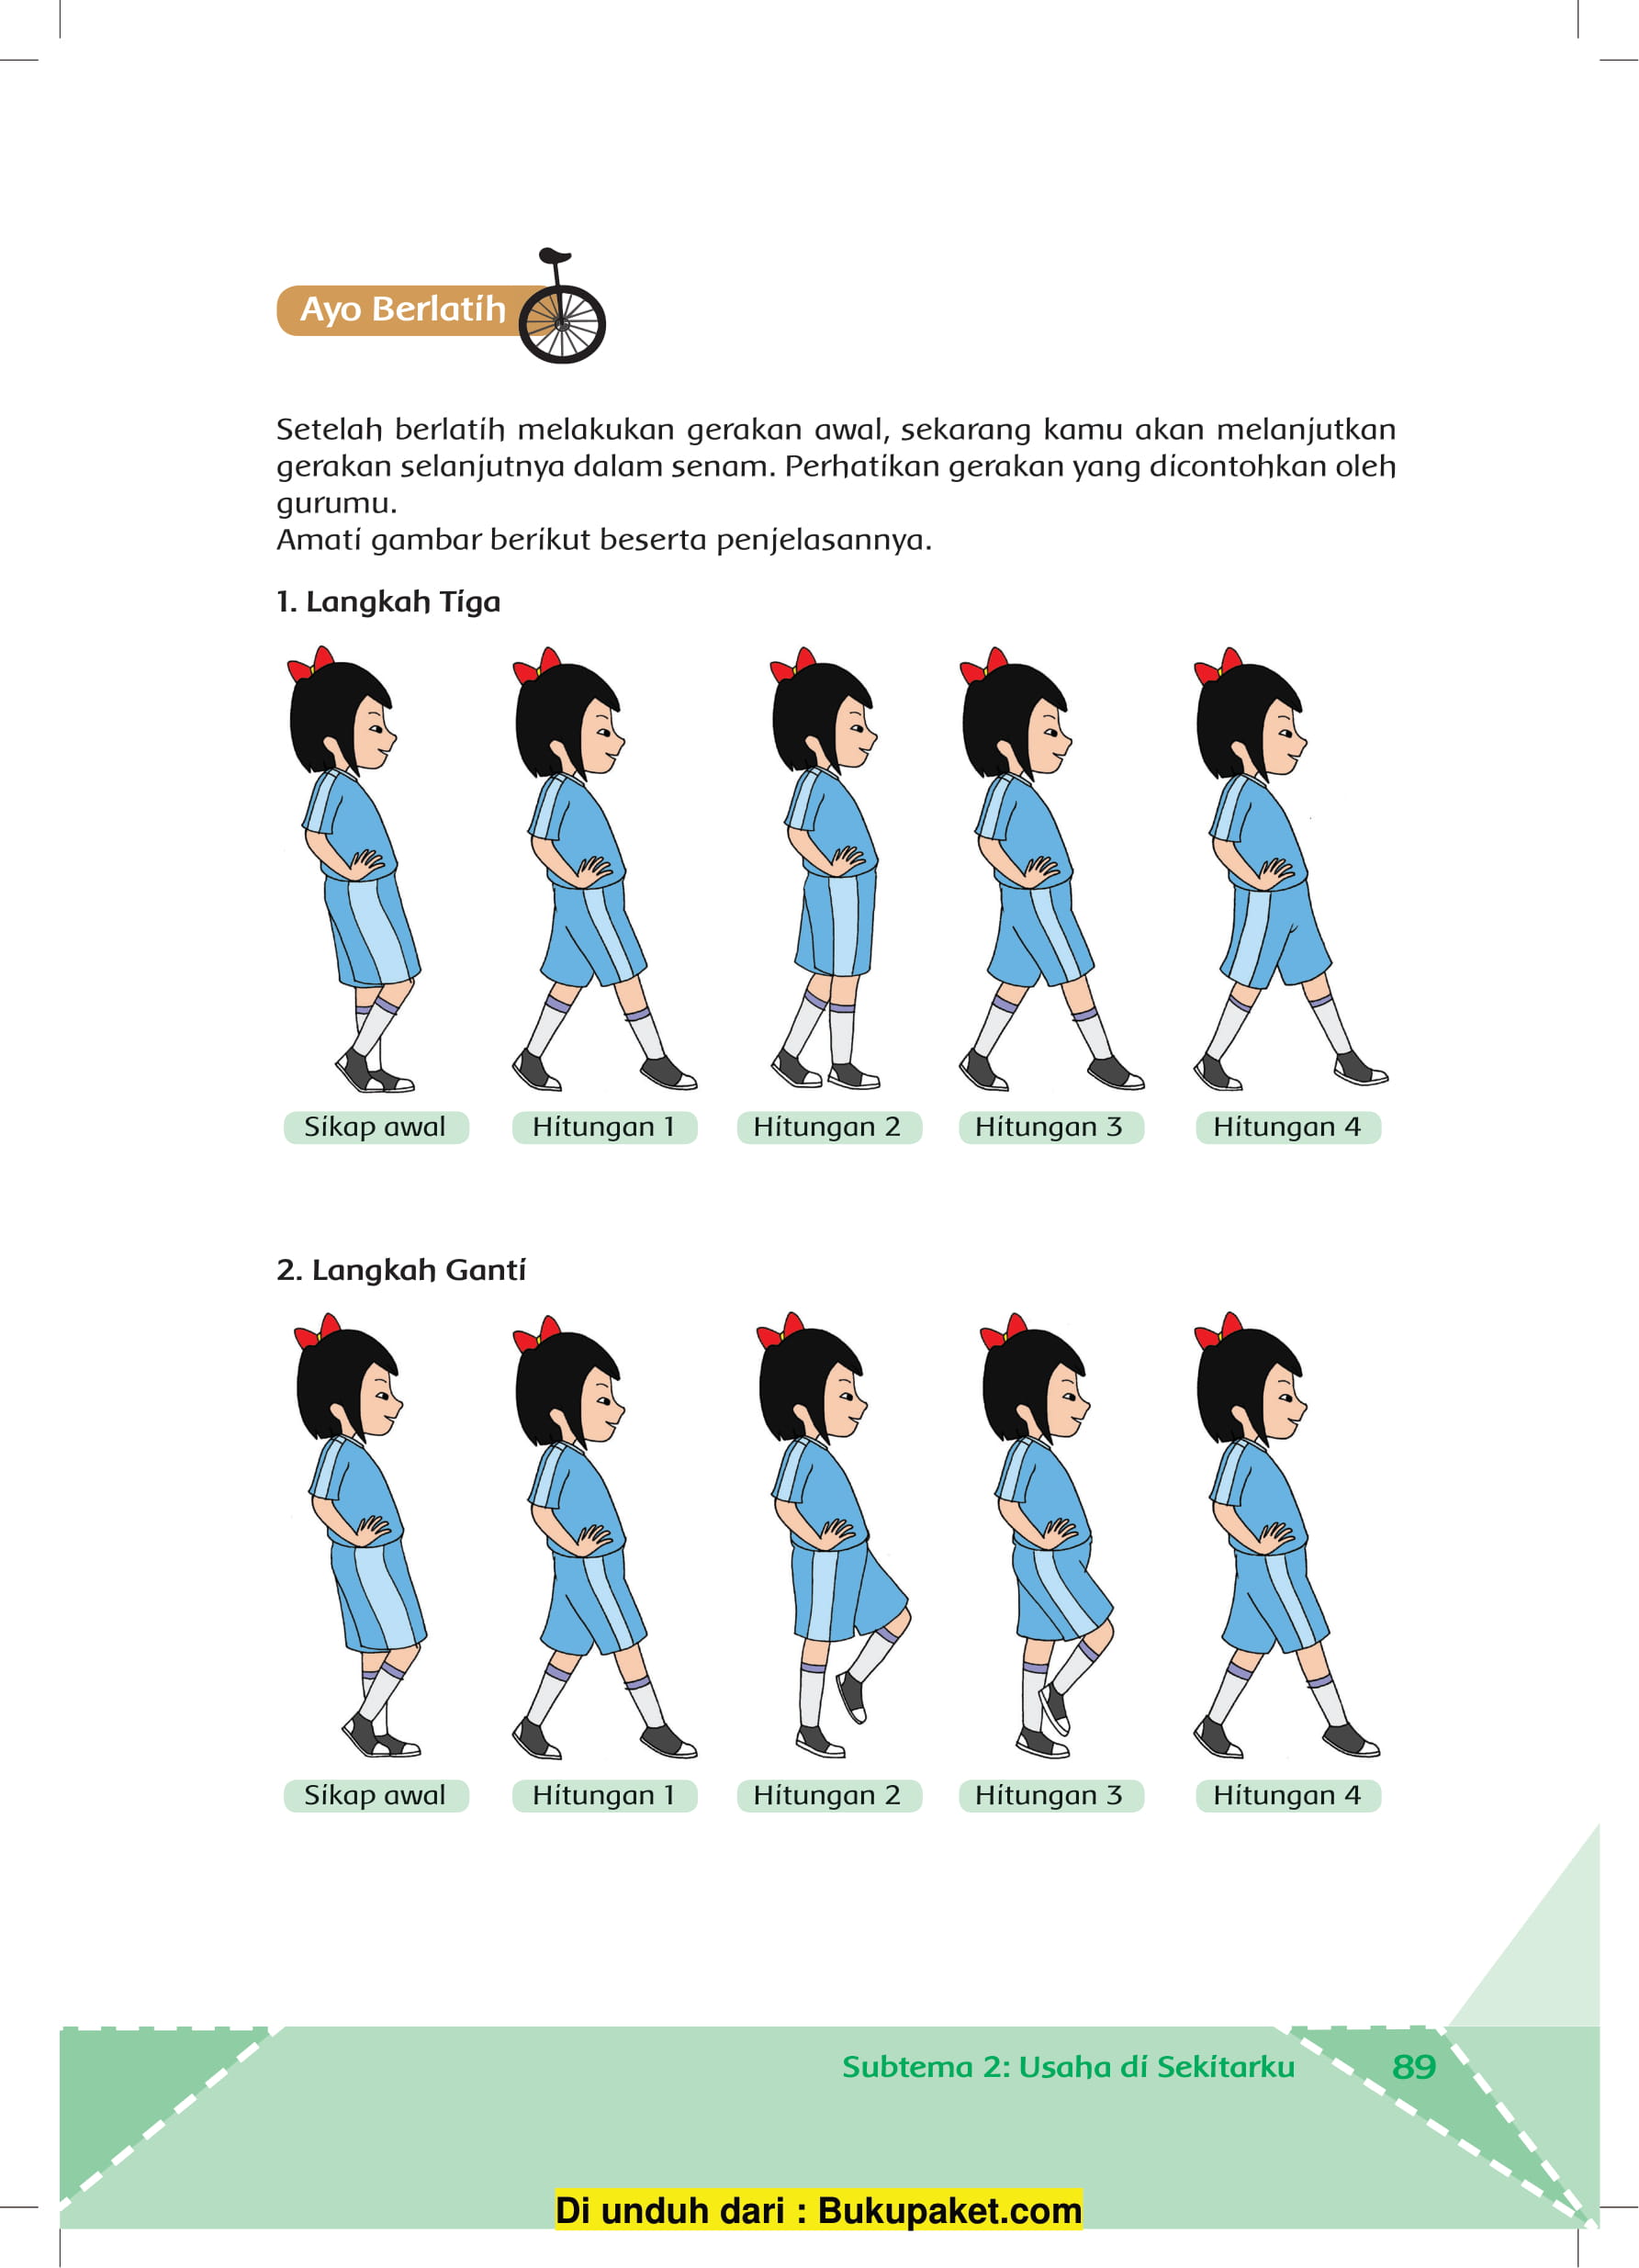 Ayo Berlatih
Setelah berlatih melakukan gerakan awal, sekarang kamu akan melanjutkan
gerakan selanjutnya dalam senam. Perhatikan gerakan yang dicontohkan oleh
gurumu.
Amati gambar berikut beserta penjelasannya.
1. Langkah Tiga
Sikap awal
Hitungan 1
Hitungan 2
Hitungan 3
Hitungan 4
2. Langkah Ganti
Sikap awal
Hitungan 1
Hitungan 2
Hitungan 3
Hitungan 4
Subtema 2: Usaha di Sekitarku
89
Di unduh dari : Bukupaket.com